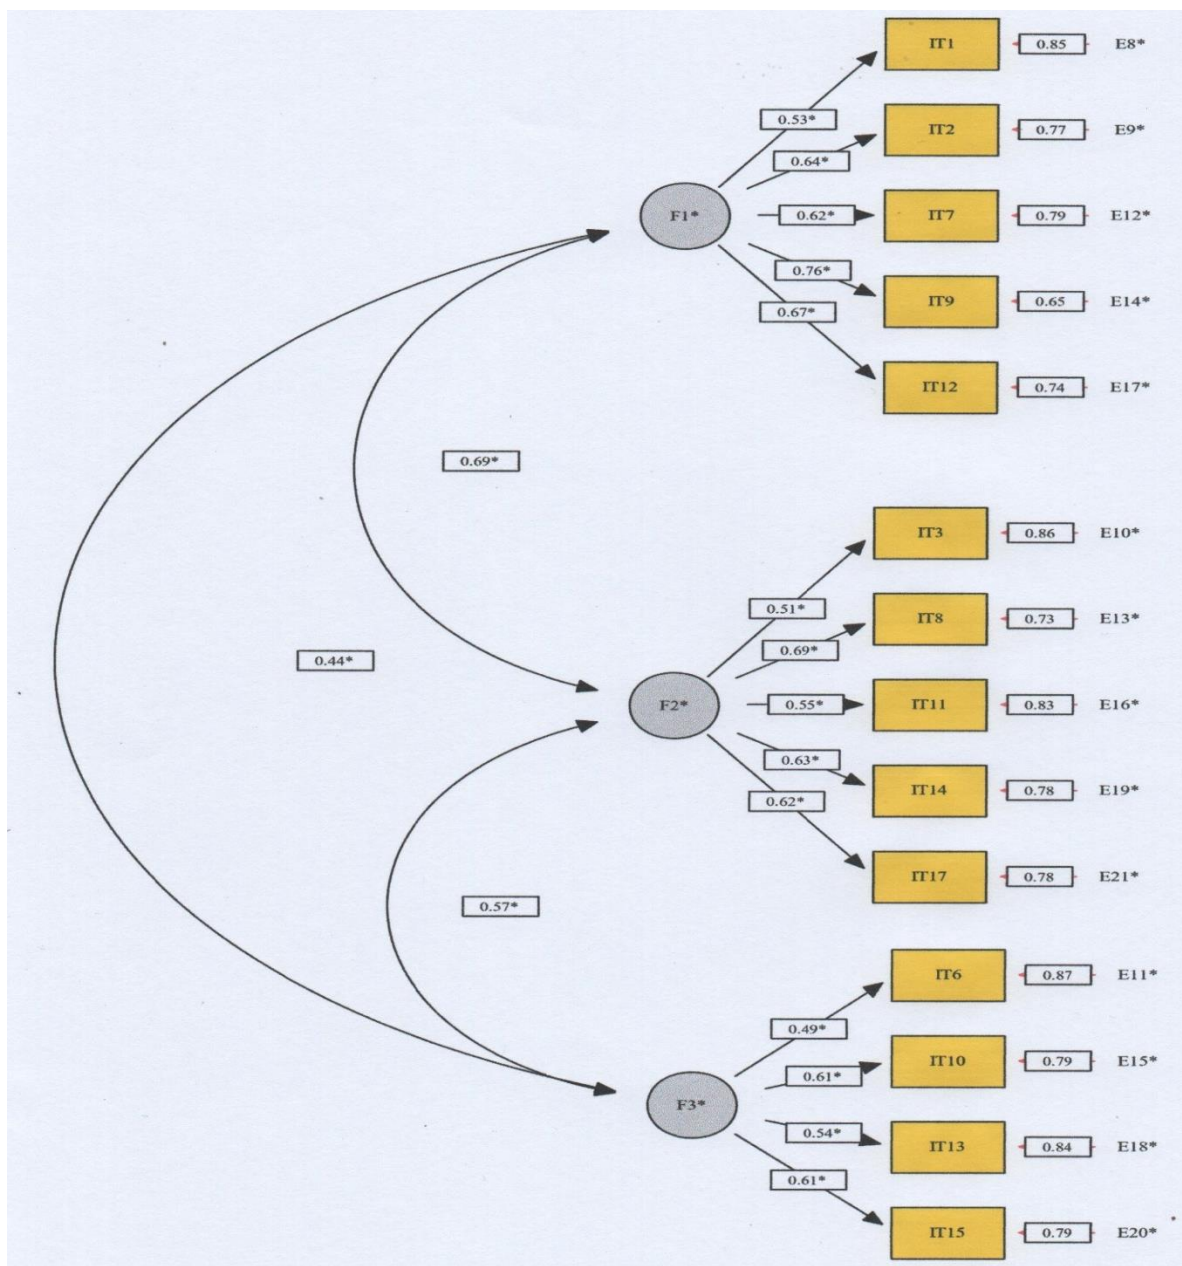 IT1 0.85 E8*
0.53*
IT2 0.77 E9*
0.64*
F1* 0.62* IT7 0.79 E12*
0.76*
IT9 0.65 E14*
0.67*
IT12 0.74 E17*
0.69*
IT3 0.86 E10*
0.51*
IT8 0.73 E13*
0.69*
0.44*
F2* 0.55* IT11 0.83 E16*
0.63*
IT14 0.78 E19*
0.62*
IT17 0.78 E21*
0.57*
IT6 0.87 E11*
0.49*
IT10 0.79 E15*
0.61*
F3*
0.54* IT13 0.84 E18*
0.61*
IT15 0.79 E20*